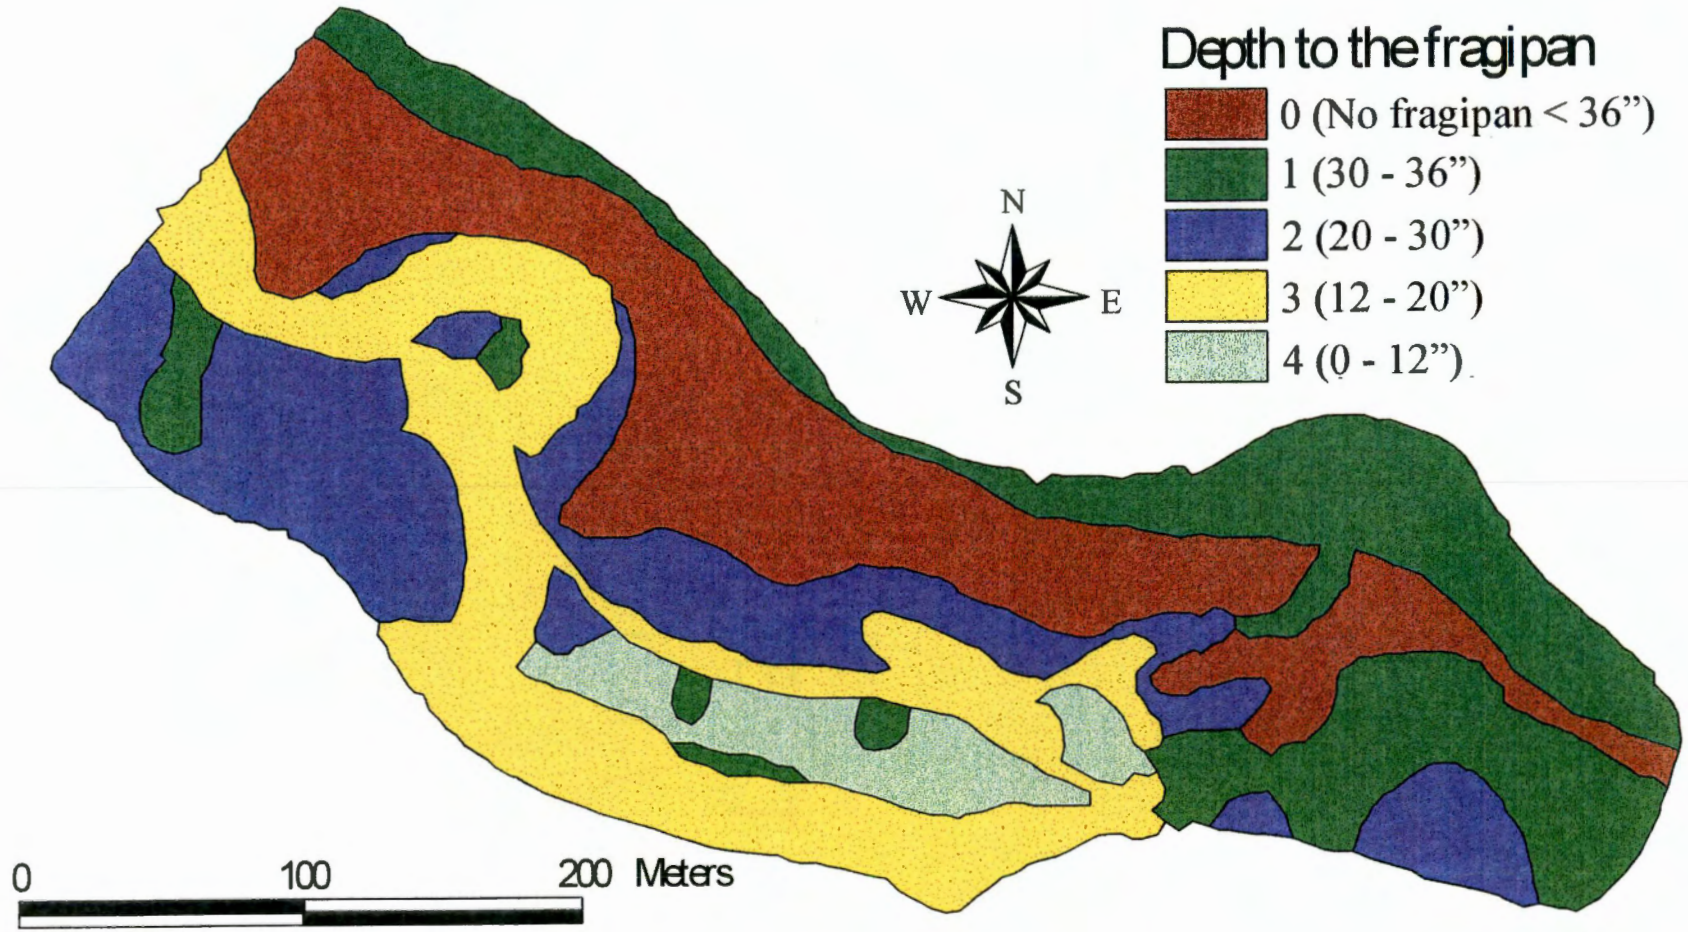 Depth to the fragipan
0 (No fragipan < 36”)
1 (30 - 36”)
2 (20 - 30”)
3 (12 - 20”)
4 (0 - 12”)
N
W
E
S
0
100
200 Meters